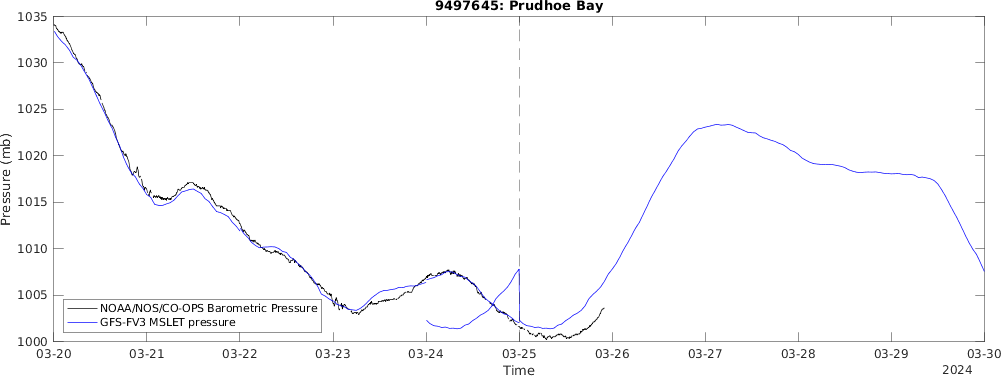 9497645: Prudhoe Bay
Pressure (mb)
1035
1030
1025
1020
1015
1010
1005
1000
NOAA/NOS/CO-OPS Barometric Pressure
GFS-FV3 MSLET pressure
03-20 03-21 03-22 03-23 03-24 03-25 03-26 03-27 03-28 03-29 03-30
Time
2024